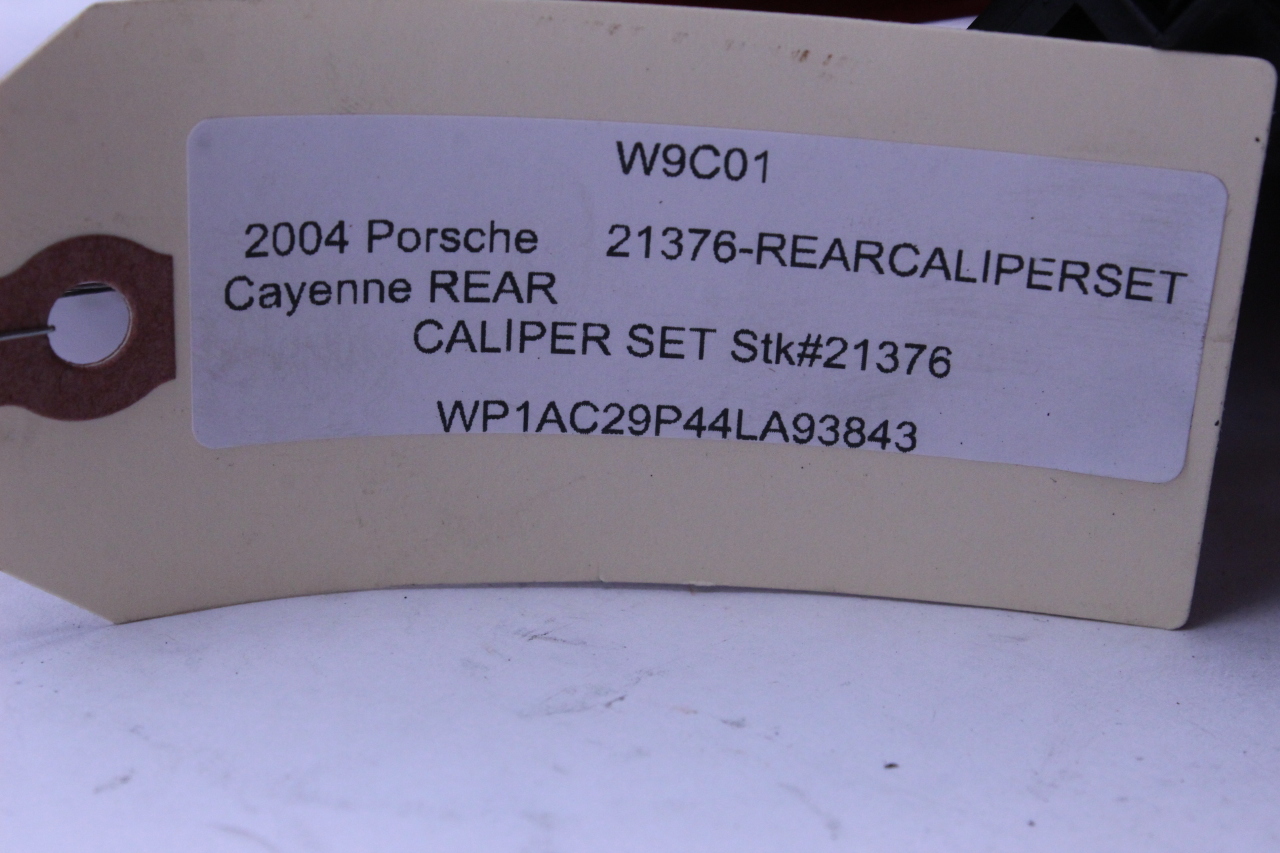 W9C01
2004 Porsche 21376-REARCALIPERSET
Cayenne REAR
CALIPER SET Stk#21376
WP1AC29P44LA93843